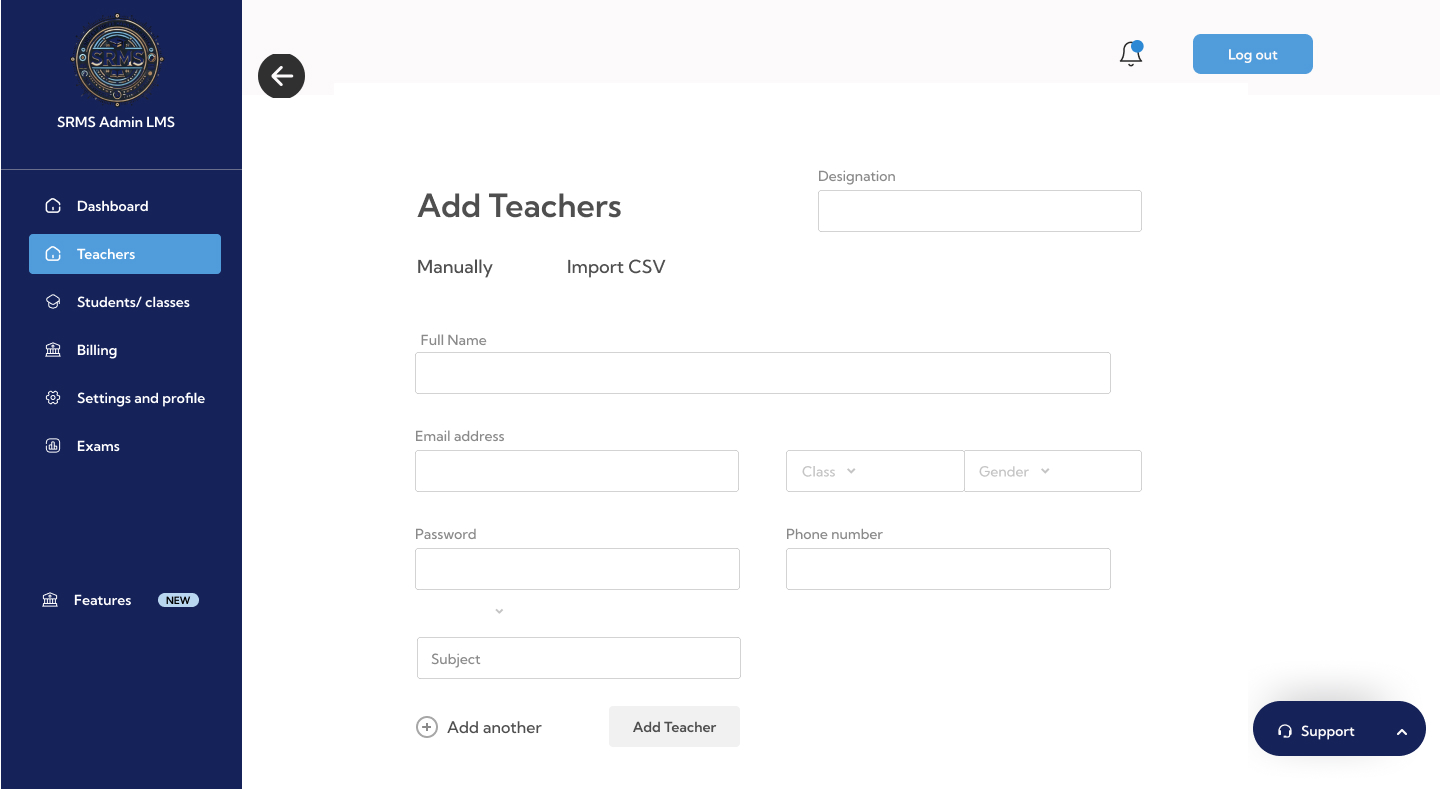 SRMS
SRMS Admin LMS
Dashboard
Teachers
Students/ classes
Billing
Settings and profile
Exams
Features NEW
Log out
Designation
Add Teachers
Manually Import CSV
Full Name
Email address
Class Gender
Password Phone number
Subject
Add another Add Teacher
Support